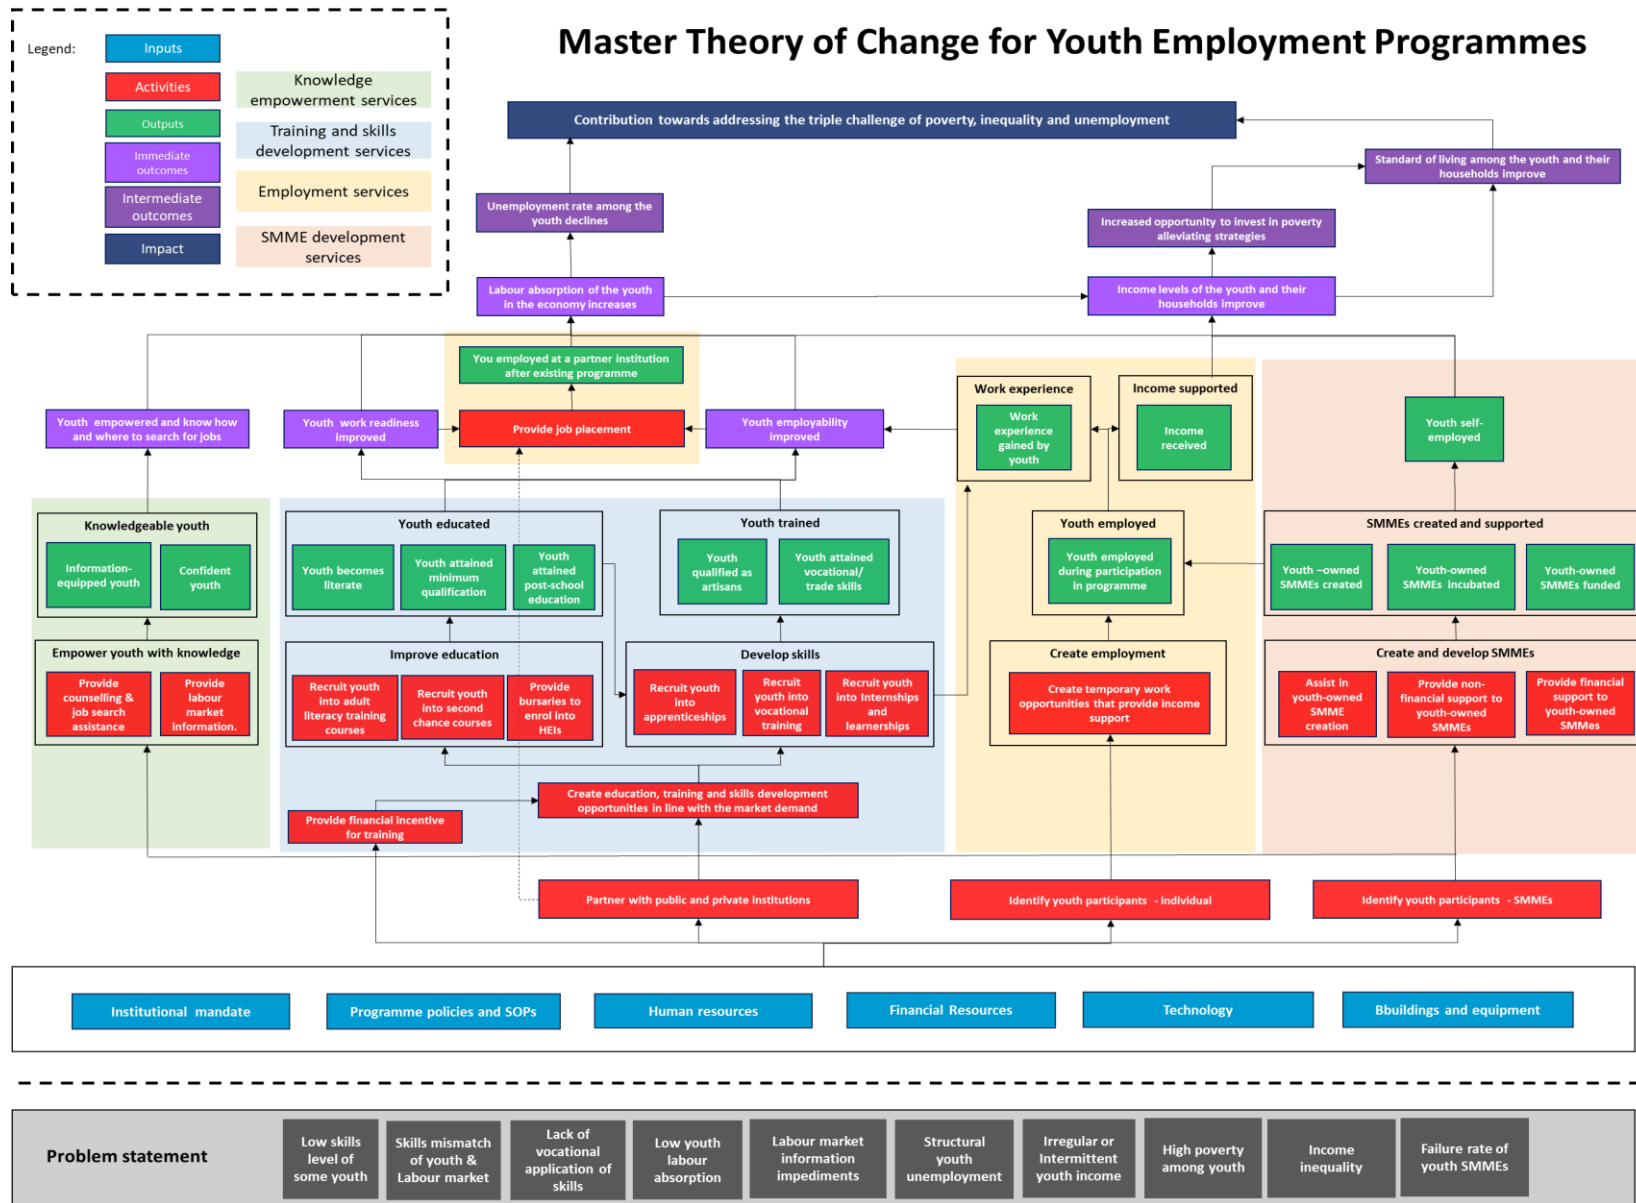 Master Theory of Change for Youth Employment Programmes
Legend:
Inputs
Activities
Outputs
Immediate
outcomes
Intermediate
outcomes
Impact
Knowledge
empowerment services
Training and skills
development services
Employment services
SMME development
services
Contribution towards addressing the triple challenge of poverty, inequality and unemployment
Standard of living among the youth and their
households improve
Unemployment rate among the
youth declines
Increased opportunity to invest in poverty
alleviating strategies
Labour absorption of the youth
in the economy increases
Income levels of the youth and their
households improve
You employed at a partner institution
after existing programme
Youth empowered and know how
and where to search for jobs
Youth work readiness
improved
Provide job placement
Youth employability
improved
Work experience
Work
experience
gained by
youth
Income supported
Income
received
Youth self-
employed
Knowledgeable youth
Information-
equipped youth
Confident
youth
Youth educated
Youth becomes
literate
Youth attained
minimum
qualification
Youth
attained
post-school
education
Youth trained
Youth
qualified as
artisans
Youth attained
vocational/
trade skills
Youth employed
Youth employed
during participation
in programme
SMMEs created and supported
Youth –owned
SMMEs created
Youth-owned
SMMEs incubated
Youth-owned
SMMEs funded
Empower youth with knowledge
Provide
counselling &
job search
assistance
Provide
labour
market
information.
Improve education
Recruit youth
into adult
literacy training
courses
Recruit youth
into second
chance courses
Provide
bursaries to
enrol into
HEIs
Develop skills
Recruit youth
into
apprenticeships
Recruit
youth into
vocational
training
Recruit youth
into Internships
and
learnerships
Create employment
Create temporary work
opportunities that provide income
support
Create and develop SMMEs
Assist in
youth-owned
SMME
creation
Provide non-
financial support to
youth-owned
SMMEs
Provide financial
support to
youth-owned
SMMes
Create education, training and skills development
opportunities in line with the market demand
Provide financial incentive
for training
Partner with public and private institutions
Identify youth participants - individual
Identify youth participants - SMMEs
Institutional mandate
Programme policies and SOPs
Human resources
Financial Resources
Technology
Bbuildings and equipment
Problem statement
Low skills
level of
some youth
Skills mismatch
of youth &
Labour market
Lack of
vocational
application of
skills
Low youth
labour
absorption
Labour market
information
impediments
Structural
youth
unemployment
Irregular or
Intermittent
youth income
High poverty
among youth
Income
inequality
Failure rate of
youth SMMEs